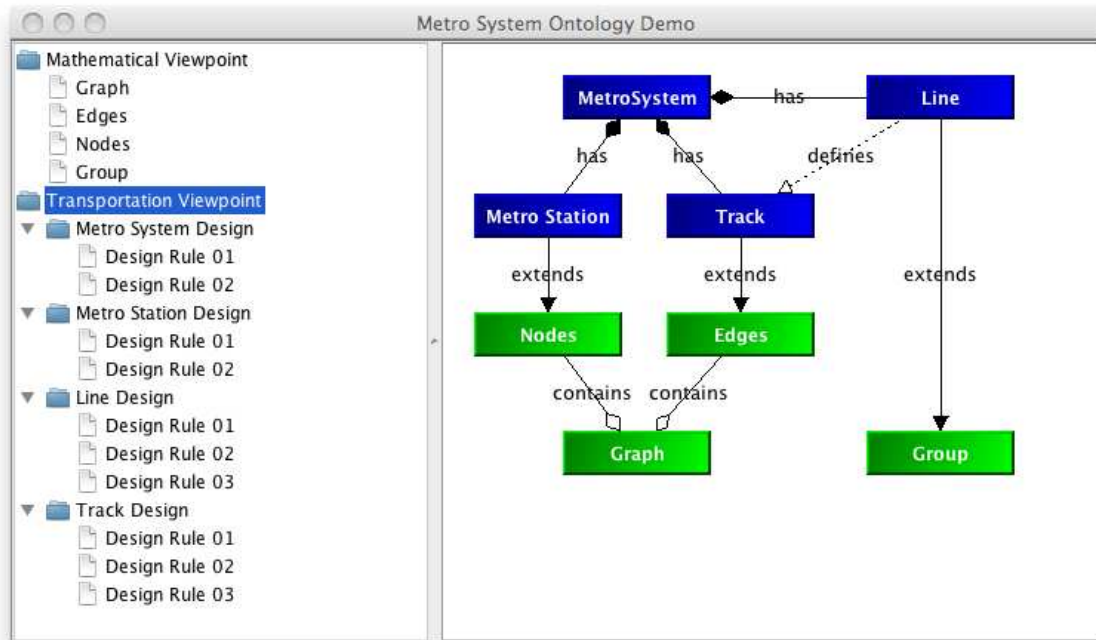 Metro System Ontology Demo
Mathematical Viewpoint
Graph
Edges
Nodes
Group
Transportation Viewpoint
Metro System Design
Design Rule 01
Design Rule 02
Metro Station Design
Design Rule 01
Design Rule 02
Line Design
Design Rule 01
Design Rule 02
Design Rule 03
Track Design
Design Rule 01
Design Rule 02
Design Rule 03
MetroSystem
has
Line
has
has
defines
Metro Station
Track
extends
extends
extends
Nodes
Edges
contains
contains
Graph
Group